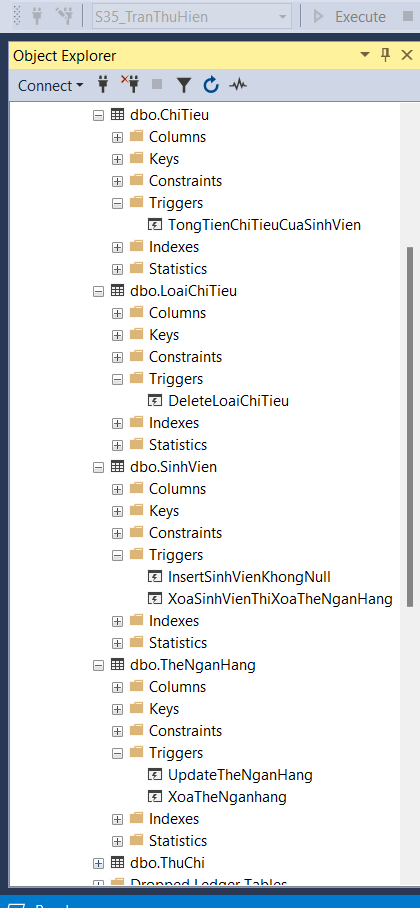 S35_TranThuHien
Execute
Object Explorer
Connect
dbo.ChiTieu
Columns
Keys
Constraints
Triggers
TongTienChiTieuCuaSinhVien
Indexes
Statistics
dbo.LoaiChiTieu
Columns
Keys
Constraints
Triggers
DeleteLoaiChiTieu
Indexes
Statistics
dbo.SinhVien
Columns
Keys
Constraints
Triggers
InsertSinhVienKhongNull
XoaSinhVienThiXoaTheNganHang
Indexes
Statistics
dbo.TheNganHang
Columns
Keys
Constraints
Triggers
UpdateTheNganHang
XoaTheNganhang
Indexes
Statistics
dbo.ThuChi
Dropped Ledger Tables